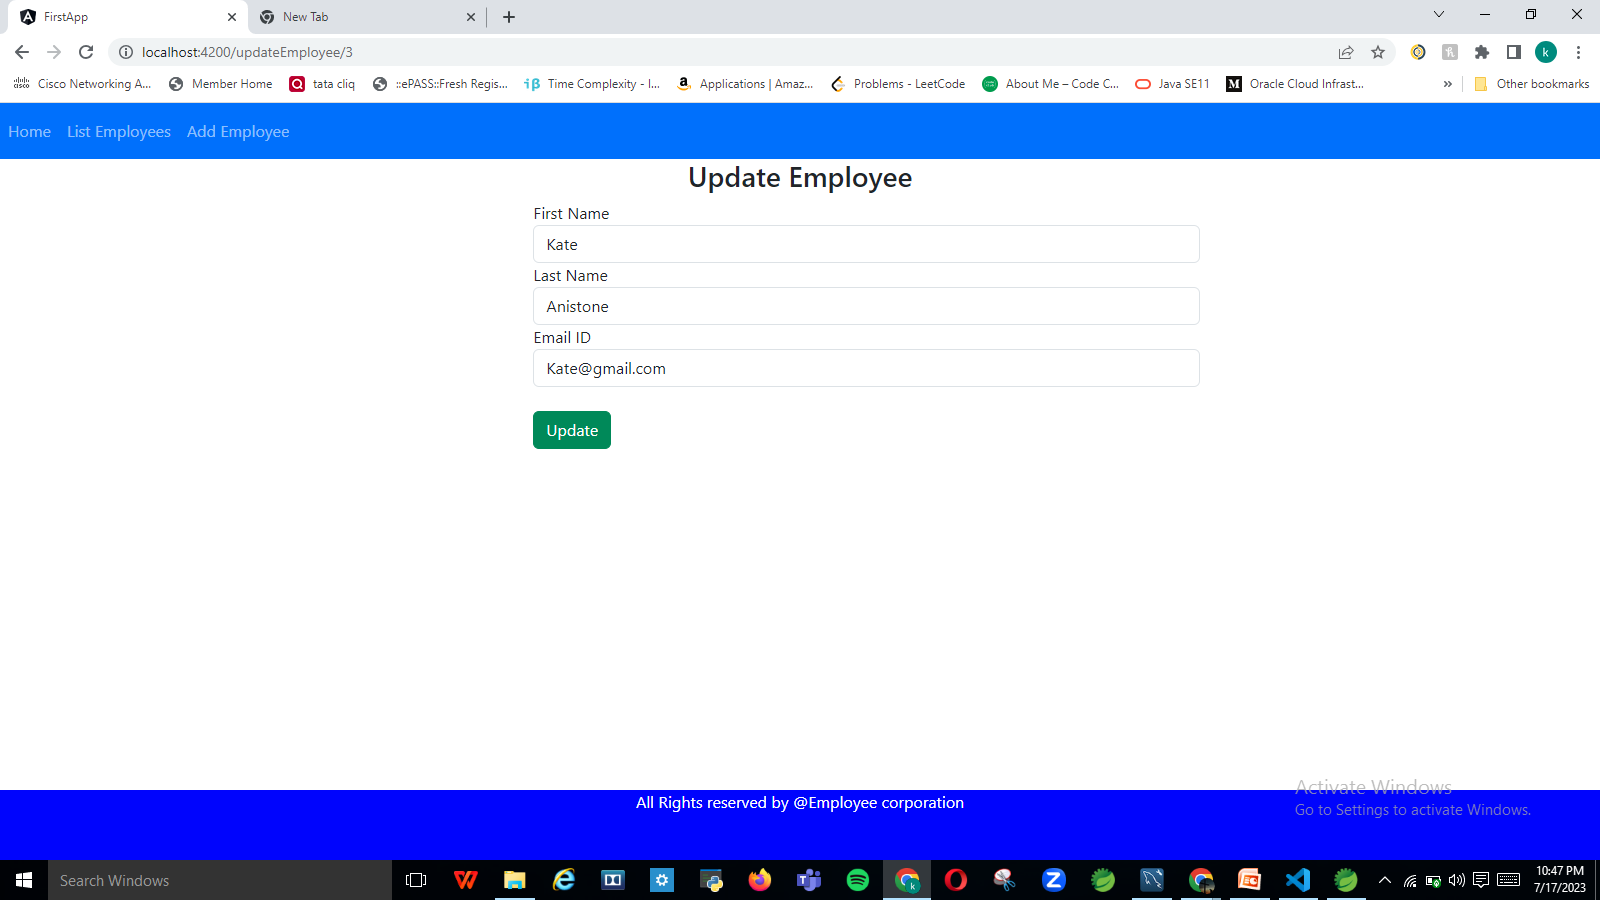 FirstApp
New Tab
localhost:4200/updateEmployee/3
k
Cisco Networking A...
Member Home
tata cliq
::ePASS::Fresh Regis...
Time Complexity - I...
Applications | Amaz...
Problems - LeetCode
About Me – Code C...
Java SE11
Oracle Cloud Infrast...
»
Other bookmarks
Home List Employees Add Employee
Update Employee
First Name
Kate
Last Name
Anistone
Email ID
Kate@gmail.com
Update
Activate Windows
Go to Settings to activate Windows.
All Rights reserved by @Employee corporation
Search Windows
10:47 PM
7/17/2023